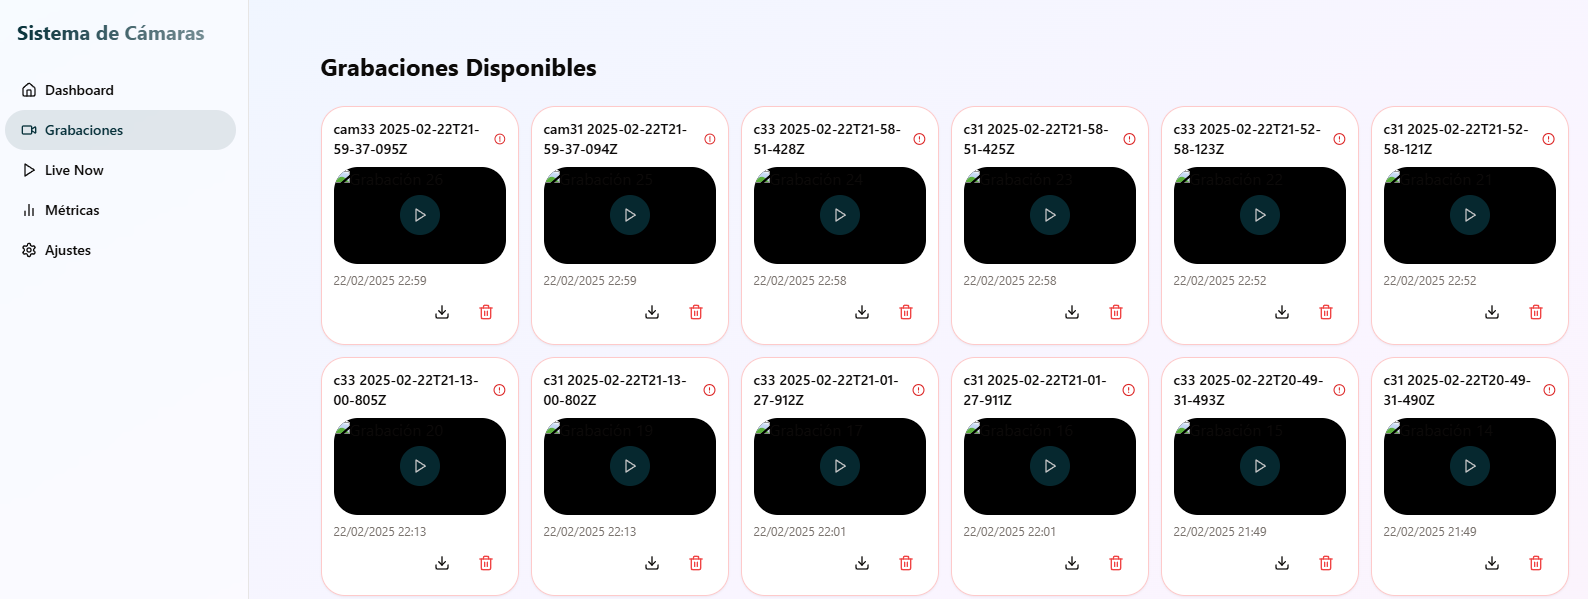 Sistema de Cámaras
Dashboard
Grabaciones
Live Now
Métricas
Ajustes
Grabaciones Disponibles
cam33 2025-02-22T21-
59-37-095Z
Grabación 26
22/02/2025 22:59
cam31 2025-02-22T21-
59-37-094Z
Grabación 25
22/02/2025 22:59
c33 2025-02-22T21-58-
51-428Z
Grabación 24
22/02/2025 22:58
c31 2025-02-22T21-58-
51-425Z
Grabación 23
22/02/2025 22:58
c33 2025-02-22T21-52-
58-123Z
Grabación 22
22/02/2025 22:52
c31 2025-02-22T21-52-
58-121Z
Grabación 21
22/02/2025 22:52
c33 2025-02-22T21-13-
00-805Z
Grabación 20
22/02/2025 22:13
c31 2025-02-22T21-13-
00-802Z
Grabación 19
22/02/2025 22:13
c33 2025-02-22T21-01-
27-912Z
Grabación 17
22/02/2025 22:01
c31 2025-02-22T21-01-
27-911Z
Grabación 16
22/02/2025 22:01
c33 2025-02-22T20-49-
31-493Z
Grabación 15
22/02/2025 21:49
c31 2025-02-22T20-49-
31-490Z
Grabación 14
22/02/2025 21:49